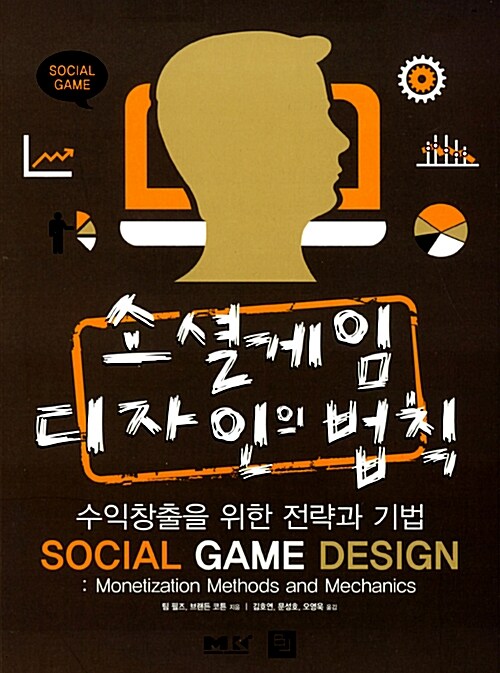 SOCIAL
GAME
소셜게임
디자인의 법칙
수익창출을 위한 전략과 기법
SOCIAL GAME DESIGN
: Monetization Methods and Mechanics
팀 필즈, 브랜든 코튼 지음 | 김호연, 문성호, 오영욱 옮김